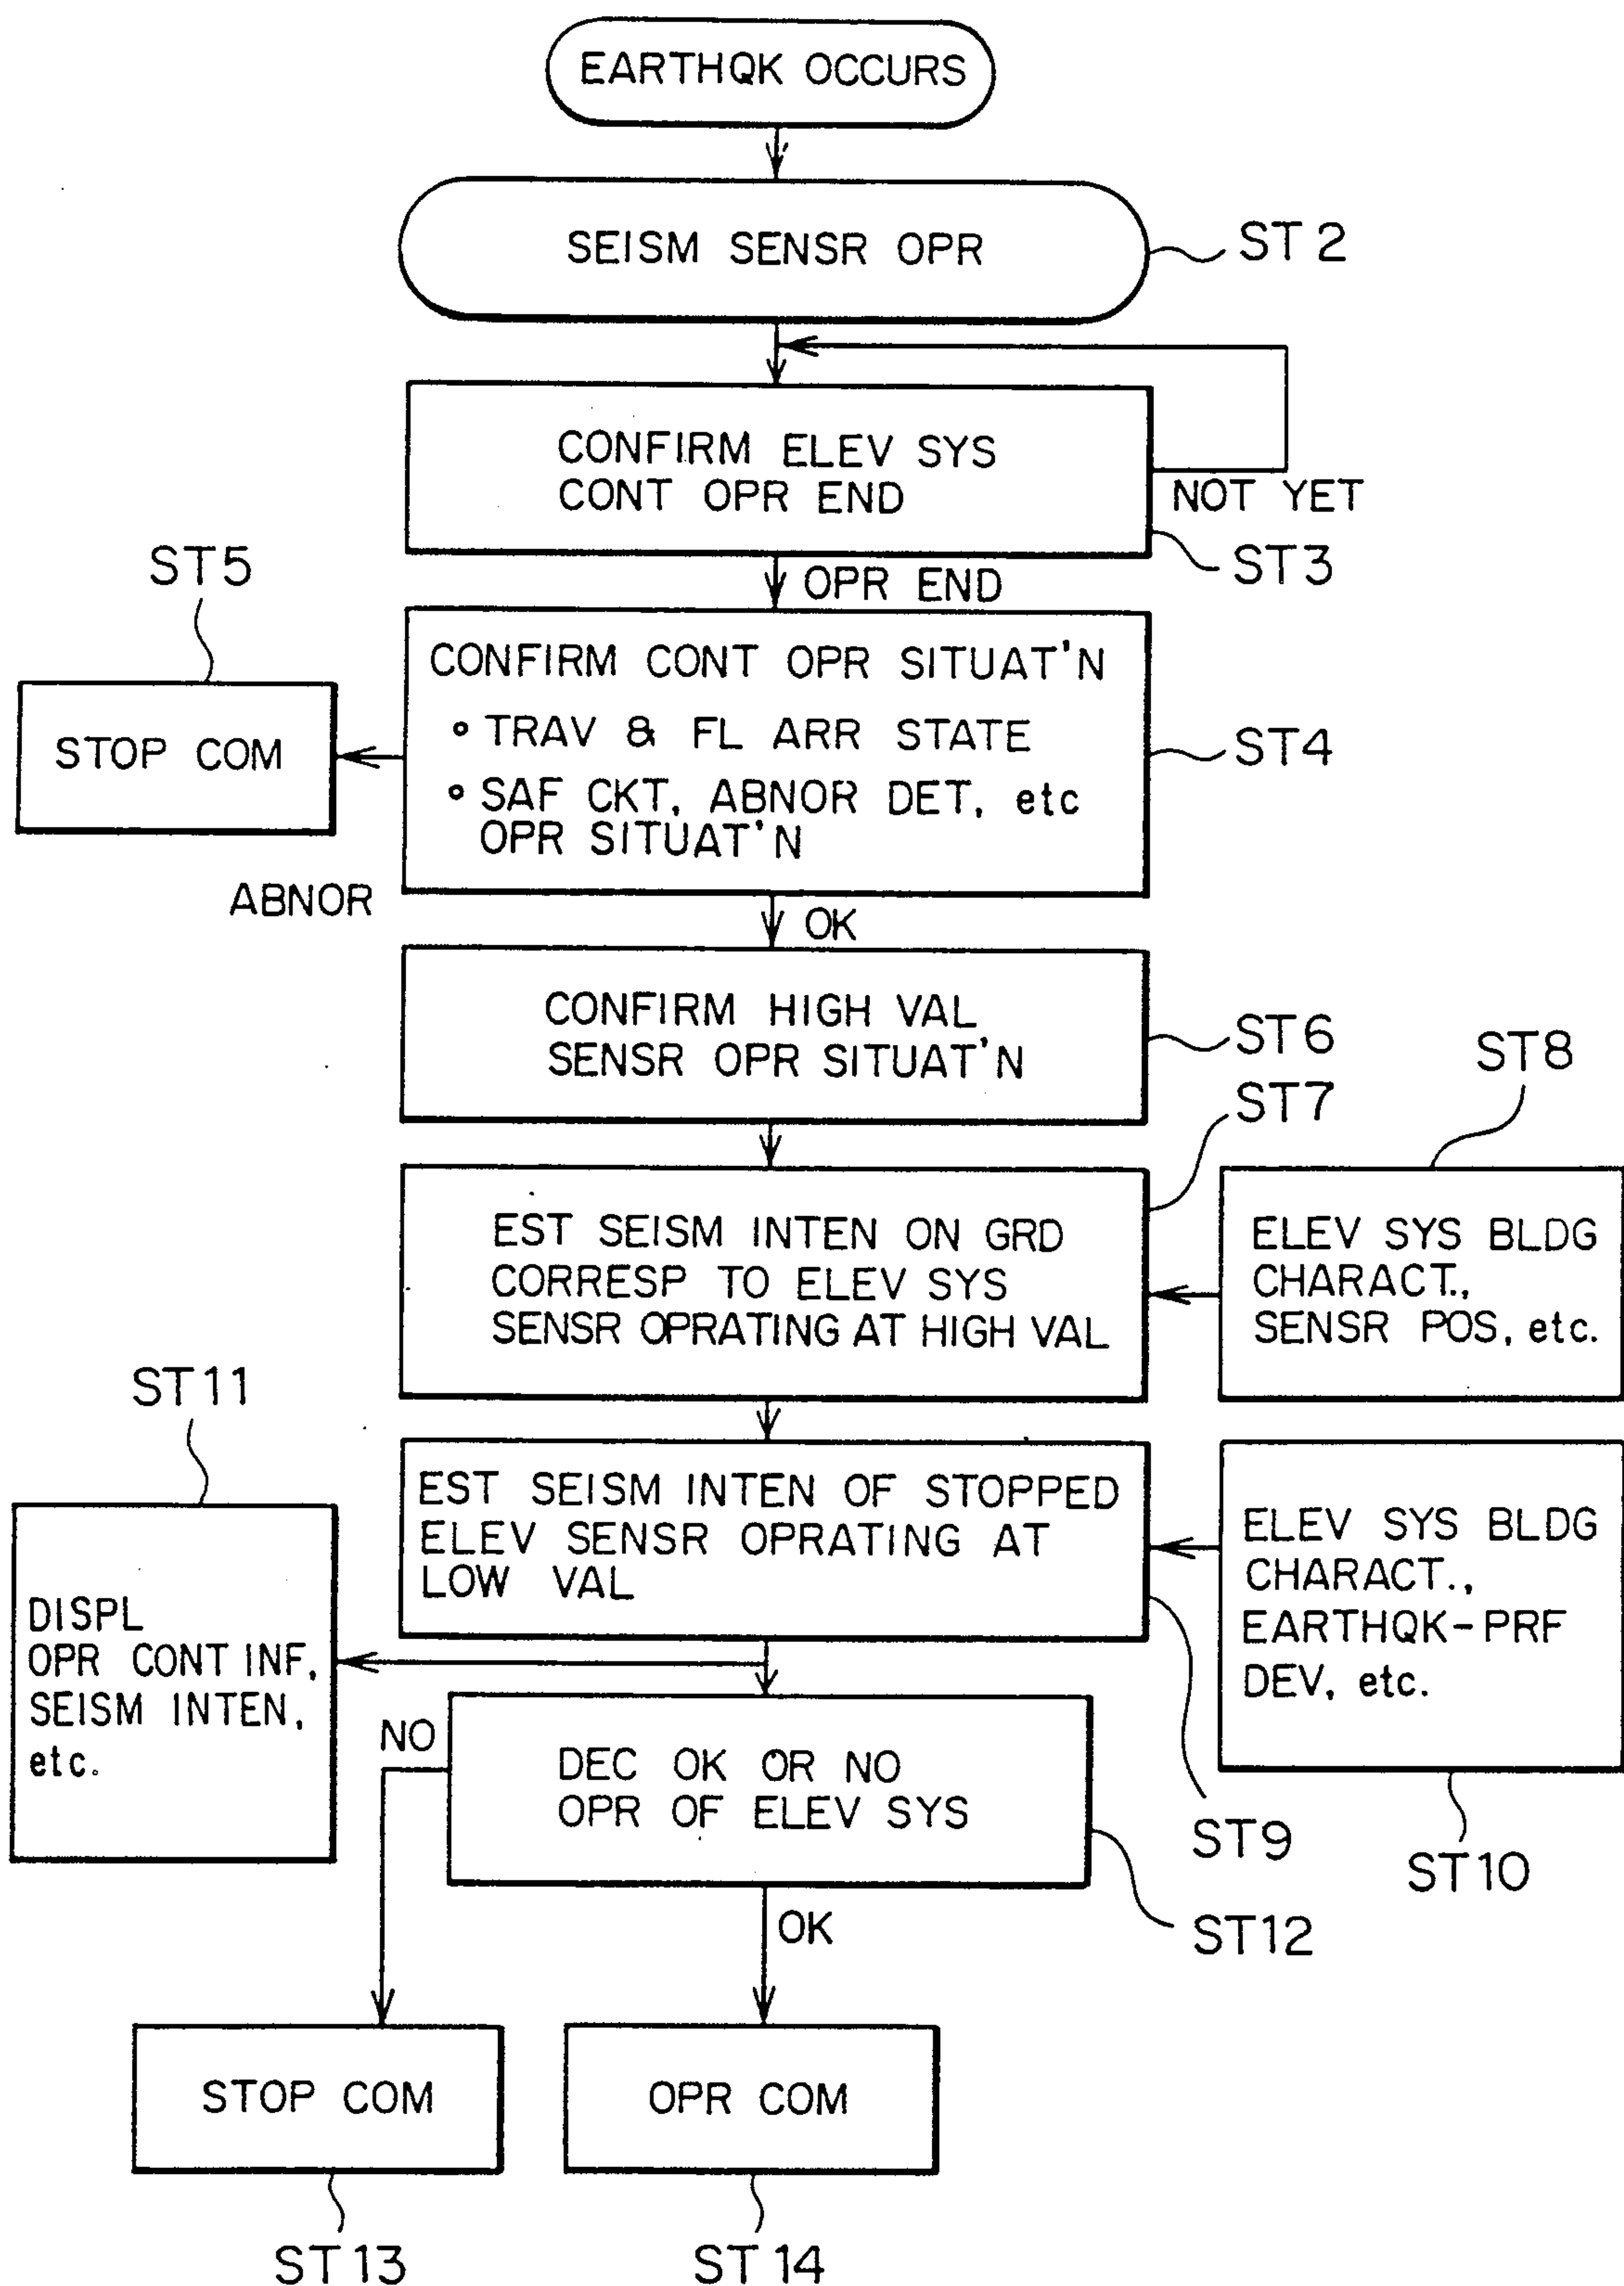 EARTHQK OCCURS
SEISM SENSR OPR
ST2
CONFIRM ELEV SYS
CONT OPR END
NOT YET
ST3
OPR END
ST5
STOP COM
CONFIRM CONT OPR SITUAT'N
• TRAV & FL ARR STATE
• SAF CKT, ABNOR DET, etc
OPR SITUAT'N
ST4
ABNOR
OK
CONFIRM HIGH VAL
SENSR OPR SITUAT'N
ST6
ST7
ST8
EST SEISM INTEN ON GRD
CORRESP TO ELEV SYS
SENSR OPRATING AT HIGH VAL
ELEV SYS BLDG
CHARACT.,
SENSR POS, etc.
ST11
EST SEISM INTEN OF STOPPED
ELEV SENSR OPRATING AT
LOW VAL
ELEV SYS BLDG
CHARACT.,
EARTHQK-PRF
DEV, etc.
DISPL
OPR CONT INF,
SEISM INTEN,
etc.
NO
DEC OK OR NO
OPR OF ELEV SYS
ST9
ST10
ST12
OK
STOP COM
OPR COM
ST13
ST14